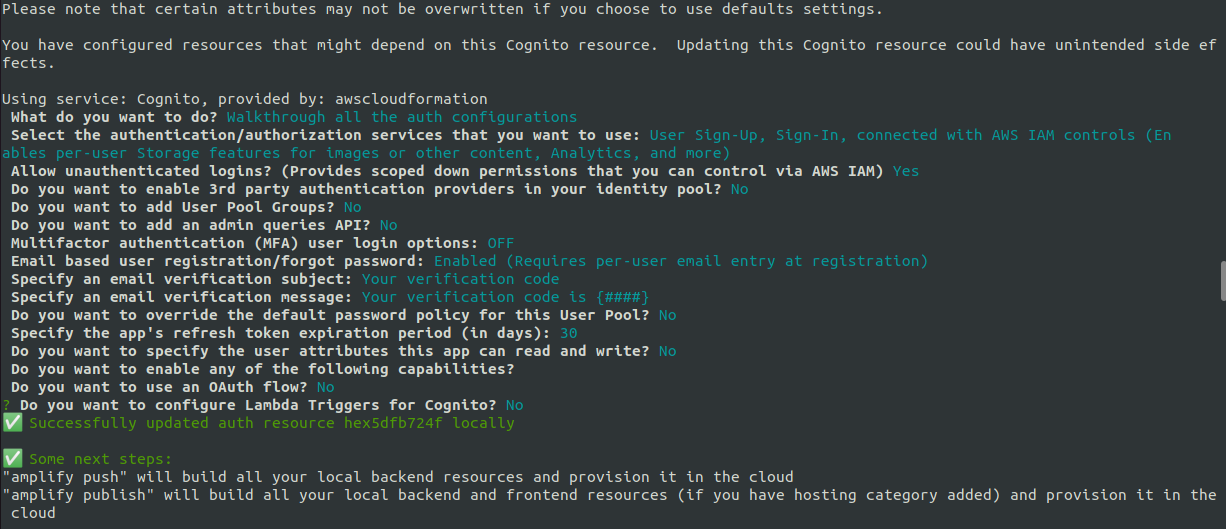 Please note that certain attributes may not be overwritten if you choose to use defaults settings.
You have configured resources that might depend on this Cognito resource.  Updating this Cognito resource could have unintended side ef
fects.
Using service: Cognito, provided by: awscloudformation
What do you want to do? Walkthrough all the auth configurations
Select the authentication/authorization services that you want to use: User Sign-Up, Sign-In, connected with AWS IAM controls (En
ables per-user Storage features for images or other content, Analytics, and more)
Allow unauthenticated logins? (Provides scoped down permissions that you can control via AWS IAM) Yes
Do you want to enable 3rd party authentication providers in your identity pool? No
Do you want to add User Pool Groups? No
Do you want to add an admin queries API? No
Multifactor authentication (MFA) user login options: OFF
Email based user registration/forgot password: Enabled (Requires per-user email entry at registration)
Specify an email verification subject: Your verification code
Specify an email verification message: Your verification code is {####}
Do you want to override the default password policy for this User Pool? No
Specify the app's refresh token expiration period (in days): 30
Do you want to specify the user attributes this app can read and write? No
Do you want to enable any of the following capabilities?
Do you want to use an OAuth flow? No
? Do you want to configure Lambda Triggers for Cognito? No
✅ Successfully updated auth resource hex5dfb724f locally
✅ Some next steps:
"amplify push" will build all your local backend resources and provision it in the cloud
"amplify publish" will build all your local backend and frontend resources (if you have hosting category added) and provision it in the
cloud